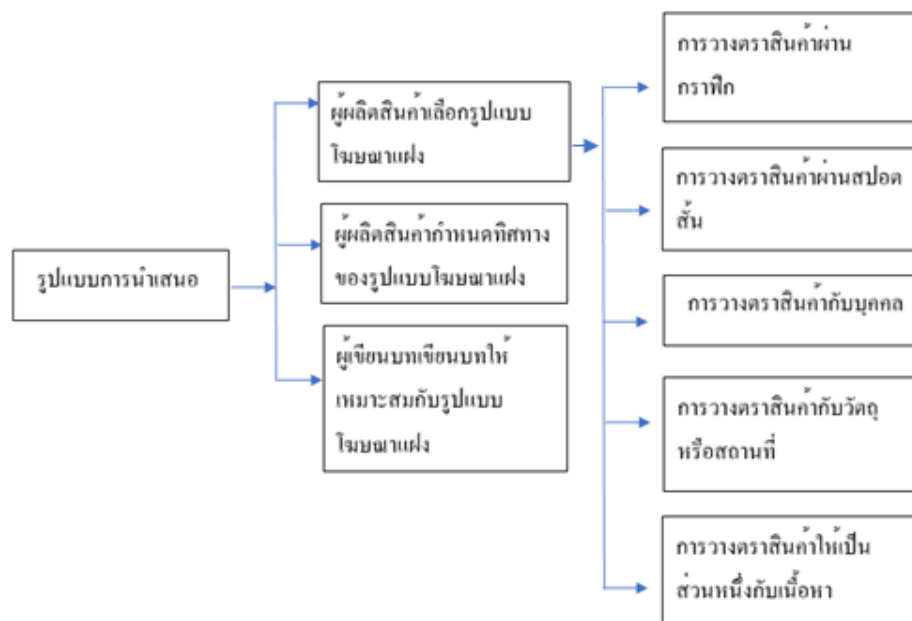 รูปแบบการนำเสนอ
ผู้ผลิตสินค้าเลือกรูปแบบ
โฆษณาแฝง
ผู้ผลิตสินค้ากำหนดทิศทาง
ของรูปแบบโฆษณาแฝง
ผู้เขียนบทเขียนบทให้
เหมาะสมกับรูปแบบ
โฆษณาแฝง
การวางตราสินค้าผ่าน
กราฟิก
การวางตราสินค้าผ่านสปอต
สั้น
การวางตราสินค้ากับบุคคล
การวางตราสินค้ากับวัตถุ
หรือสถานที่
การวางตราสินค้าให้เป็น
ส่วนหนึ่งกับเนื้อหา